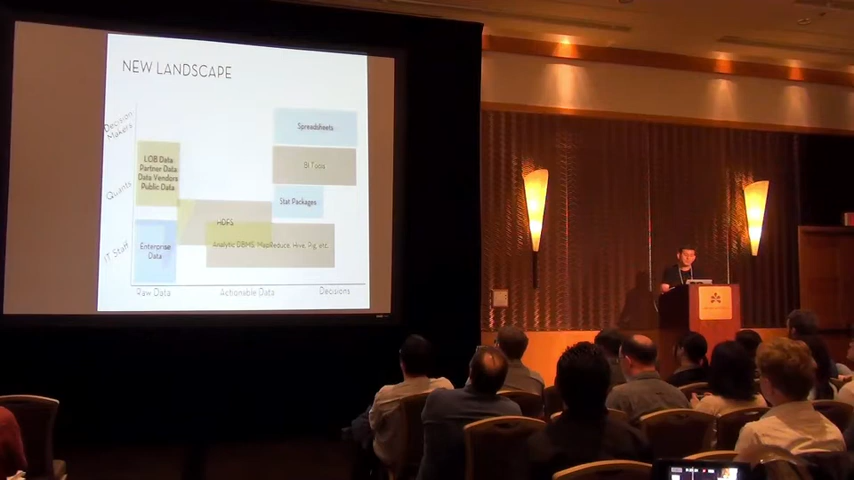 NEW LANDSCAPE
Decision
Makers
Spreadsheets
BI Tools
LOB Data
Partner Data
Data Vendors
Public Data
Quants
Stat Packages
HDFS
IT Staff
Enterprise
Data
Analytic DBMS, MapReduce, Hive, Pig, etc.
Raw Data
Actionable Data
Decisions